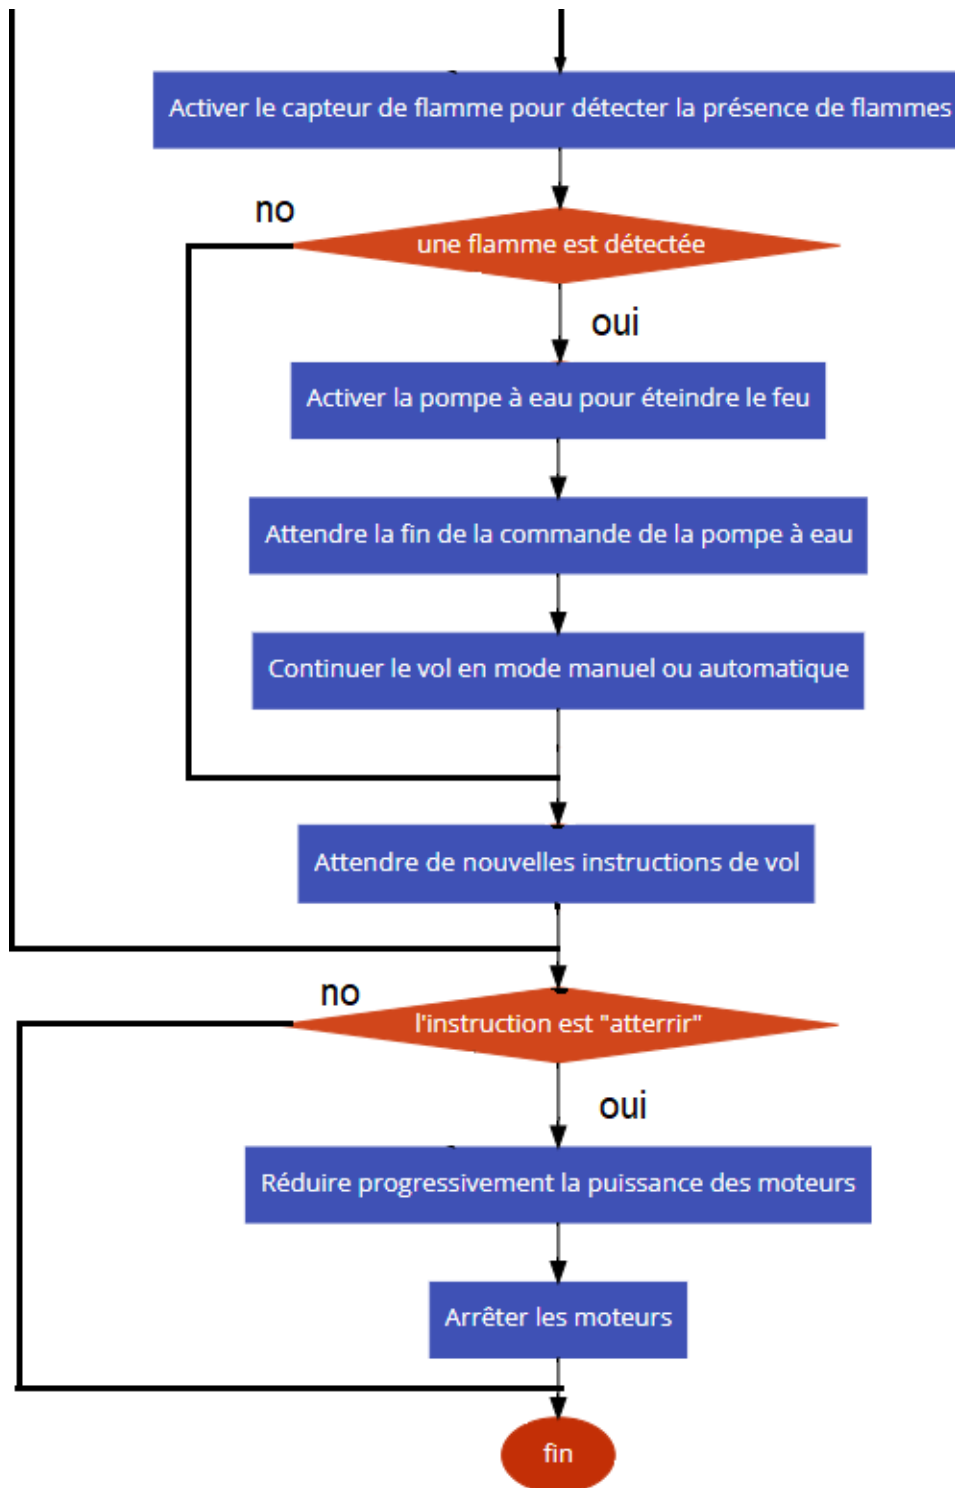 Activer le capteur de flamme pour détecter la présence de flammes
no
une flamme est détectée
oui
Activer la pompe à eau pour éteindre le feu
Attendre la fin de la commande de la pompe à eau
Continuer le vol en mode manuel ou automatique
Attendre de nouvelles instructions de vol
no
l'instruction est "atterrir"
oui
Réduire progressivement la puissance des moteurs
Arrêter les moteurs
fin